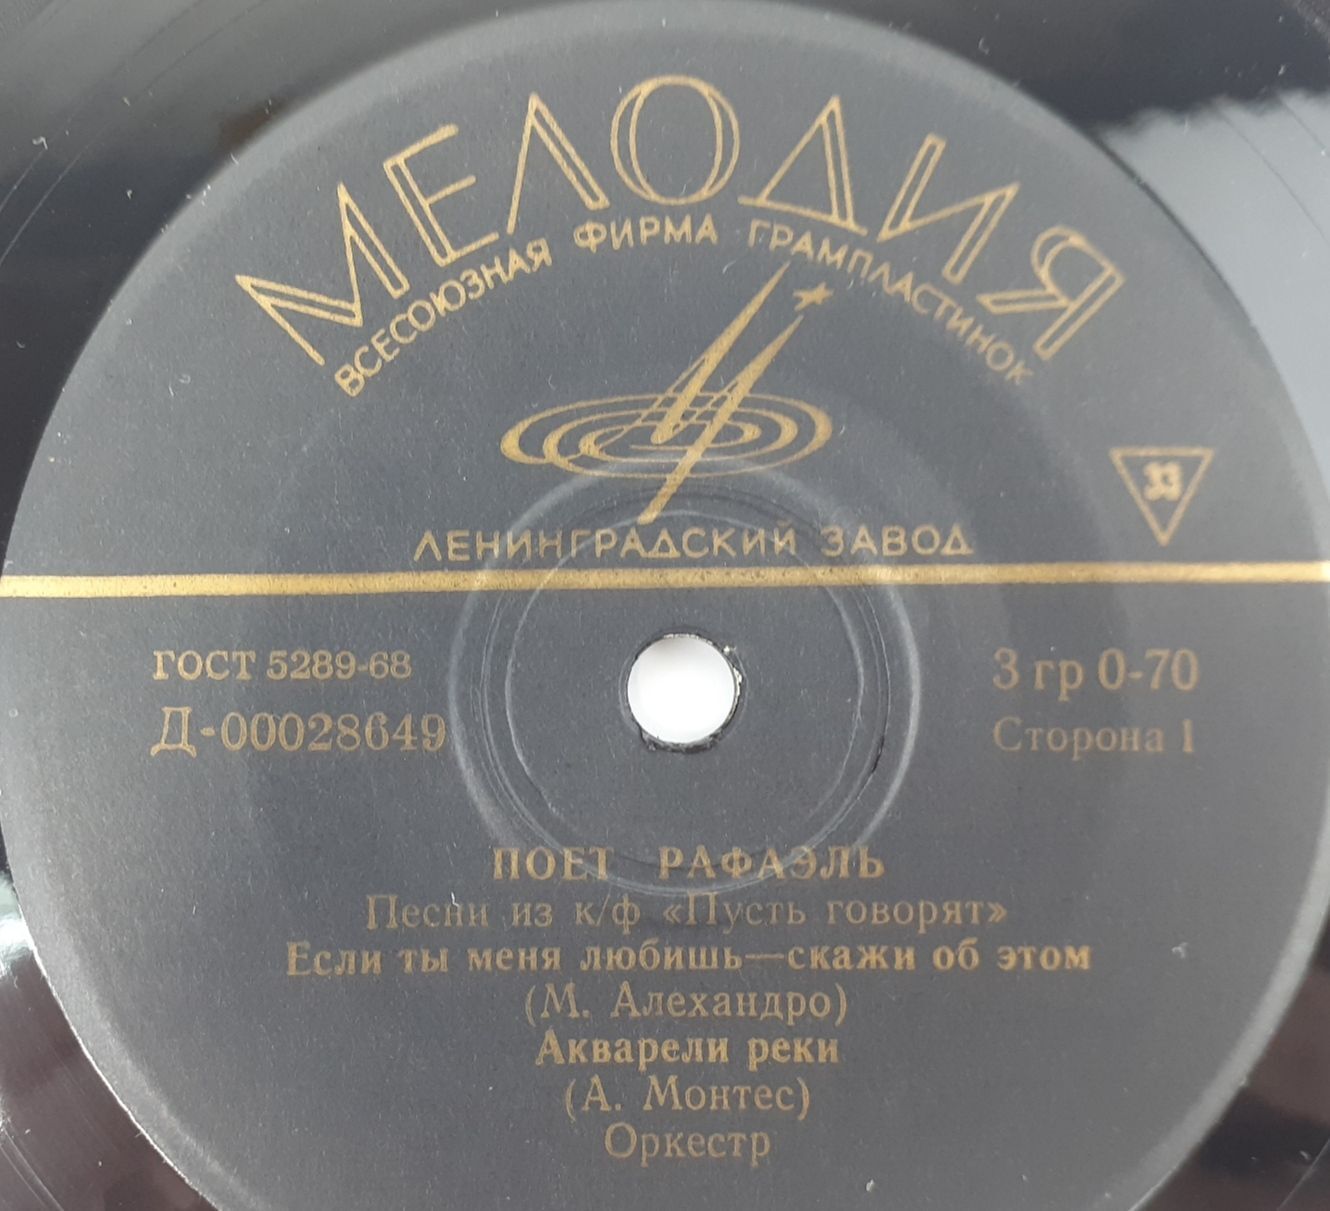 МЕЛОДИЯ
ВСЕСОЮЗНАЯ ФИРМА ГРАМПЛАСТИНОК
33
ЛЕНИНГРАДСКИЙ ЗАВОД
ГОСТ 5289-68
3 гр 0-70
Д-00028649
Сторона 1
ПОЕТ РАФАЭЛЬ
Песни из к/ф «Пусть говорят»
Если ты меня любишь—скажи об этом
(М. Алехандро)
Акварели реки
(А. Монтес)
Оркестр